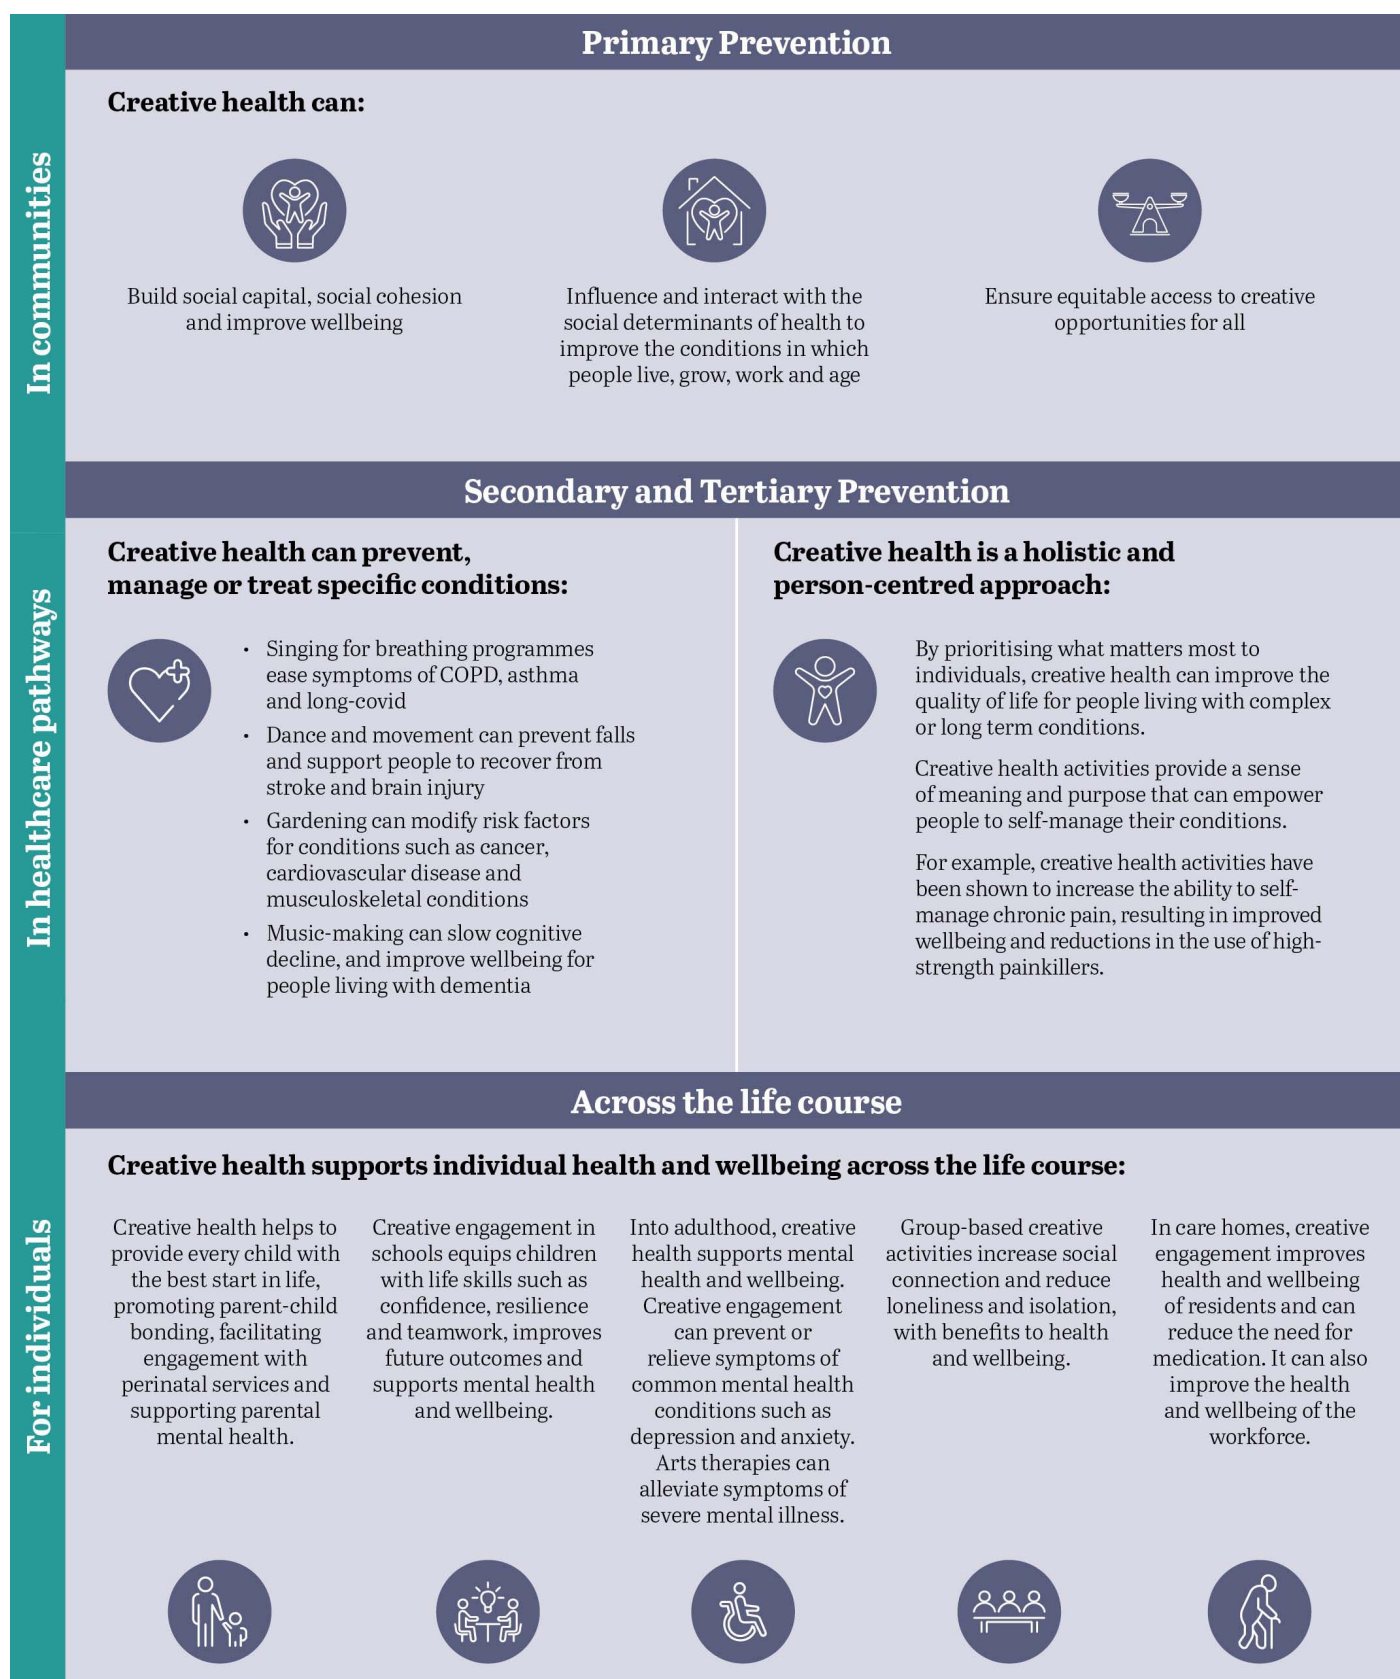 Primary Prevention
In communities
Creative health can:
Build social capital, social cohesion
and improve wellbeing
Influence and interact with the
social determinants of health to
improve the conditions in which
people live, grow, work and age
Ensure equitable access to creative
opportunities for all
Secondary and Tertiary Prevention
In healthcare pathways
Creative health can prevent,
manage or treat specific conditions:
• Singing for breathing programmes
ease symptoms of COPD, asthma
and long-covid
• Dance and movement can prevent falls
and support people to recover from
stroke and brain injury
• Gardening can modify risk factors
for conditions such as cancer,
cardiovascular disease and
musculoskeletal conditions
• Music-making can slow cognitive
decline, and improve wellbeing for
people living with dementia
Creative health is a holistic and
person-centred approach:
By prioritising what matters most to
individuals, creative health can improve the
quality of life for people living with complex
or long term conditions.
Creative health activities provide a sense
of meaning and purpose that can empower
people to self-manage their conditions.
For example, creative health activities have
been shown to increase the ability to self-
manage chronic pain, resulting in improved
wellbeing and reductions in the use of high-
strength painkillers.
Across the life course
For individuals
Creative health supports individual health and wellbeing across the life course:
Creative health helps to
provide every child with
the best start in life,
promoting parent-child
bonding, facilitating
engagement with
perinatal services and
supporting parental
mental health.
Creative engagement in
schools equips children
with life skills such as
confidence, resilience
and teamwork, improves
future outcomes and
supports mental health
and wellbeing.
Into adulthood, creative
health supports mental
health and wellbeing.
Creative engagement
can prevent or
relieve symptoms of
common mental health
conditions such as
depression and anxiety.
Arts therapies can
alleviate symptoms of
severe mental illness.
Group-based creative
activities increase social
connection and reduce
loneliness and isolation,
with benefits to health
and wellbeing.
In care homes, creative
engagement improves
health and wellbeing
of residents and can
reduce the need for
medication. It can also
improve the health
and wellbeing of the
workforce.